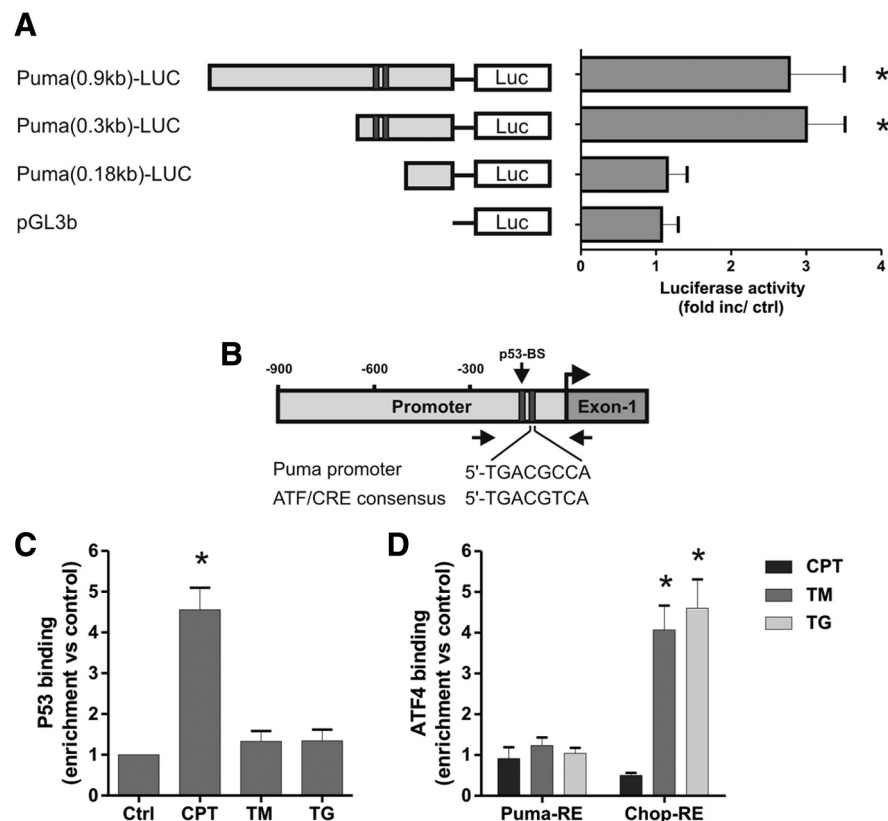 A
Puma(0.9kb)-LUC
Luc
*
Puma(0.3kb)-LUC
Luc
*
Puma(0.18kb)-LUC
Luc
pGL3b
Luc
0 1 2 3 4
Luciferase activity
(fold inc/ ctrl)
B
p53-BS
-900 -600 -300
Promoter
Exon-1
Puma promoter 5'-TGACGCCA
ATF/CRE consensus 5'-TGACGTCA
C
P53 binding
(enrichment vs control)
6
5
4
3
2
1
0
*
Ctrl CPT TM TG
D
ATF4 binding
(enrichment vs control)
6
5
4
3
2
1
0
* *
Puma-RE Chop-RE
CPT
TM
TG